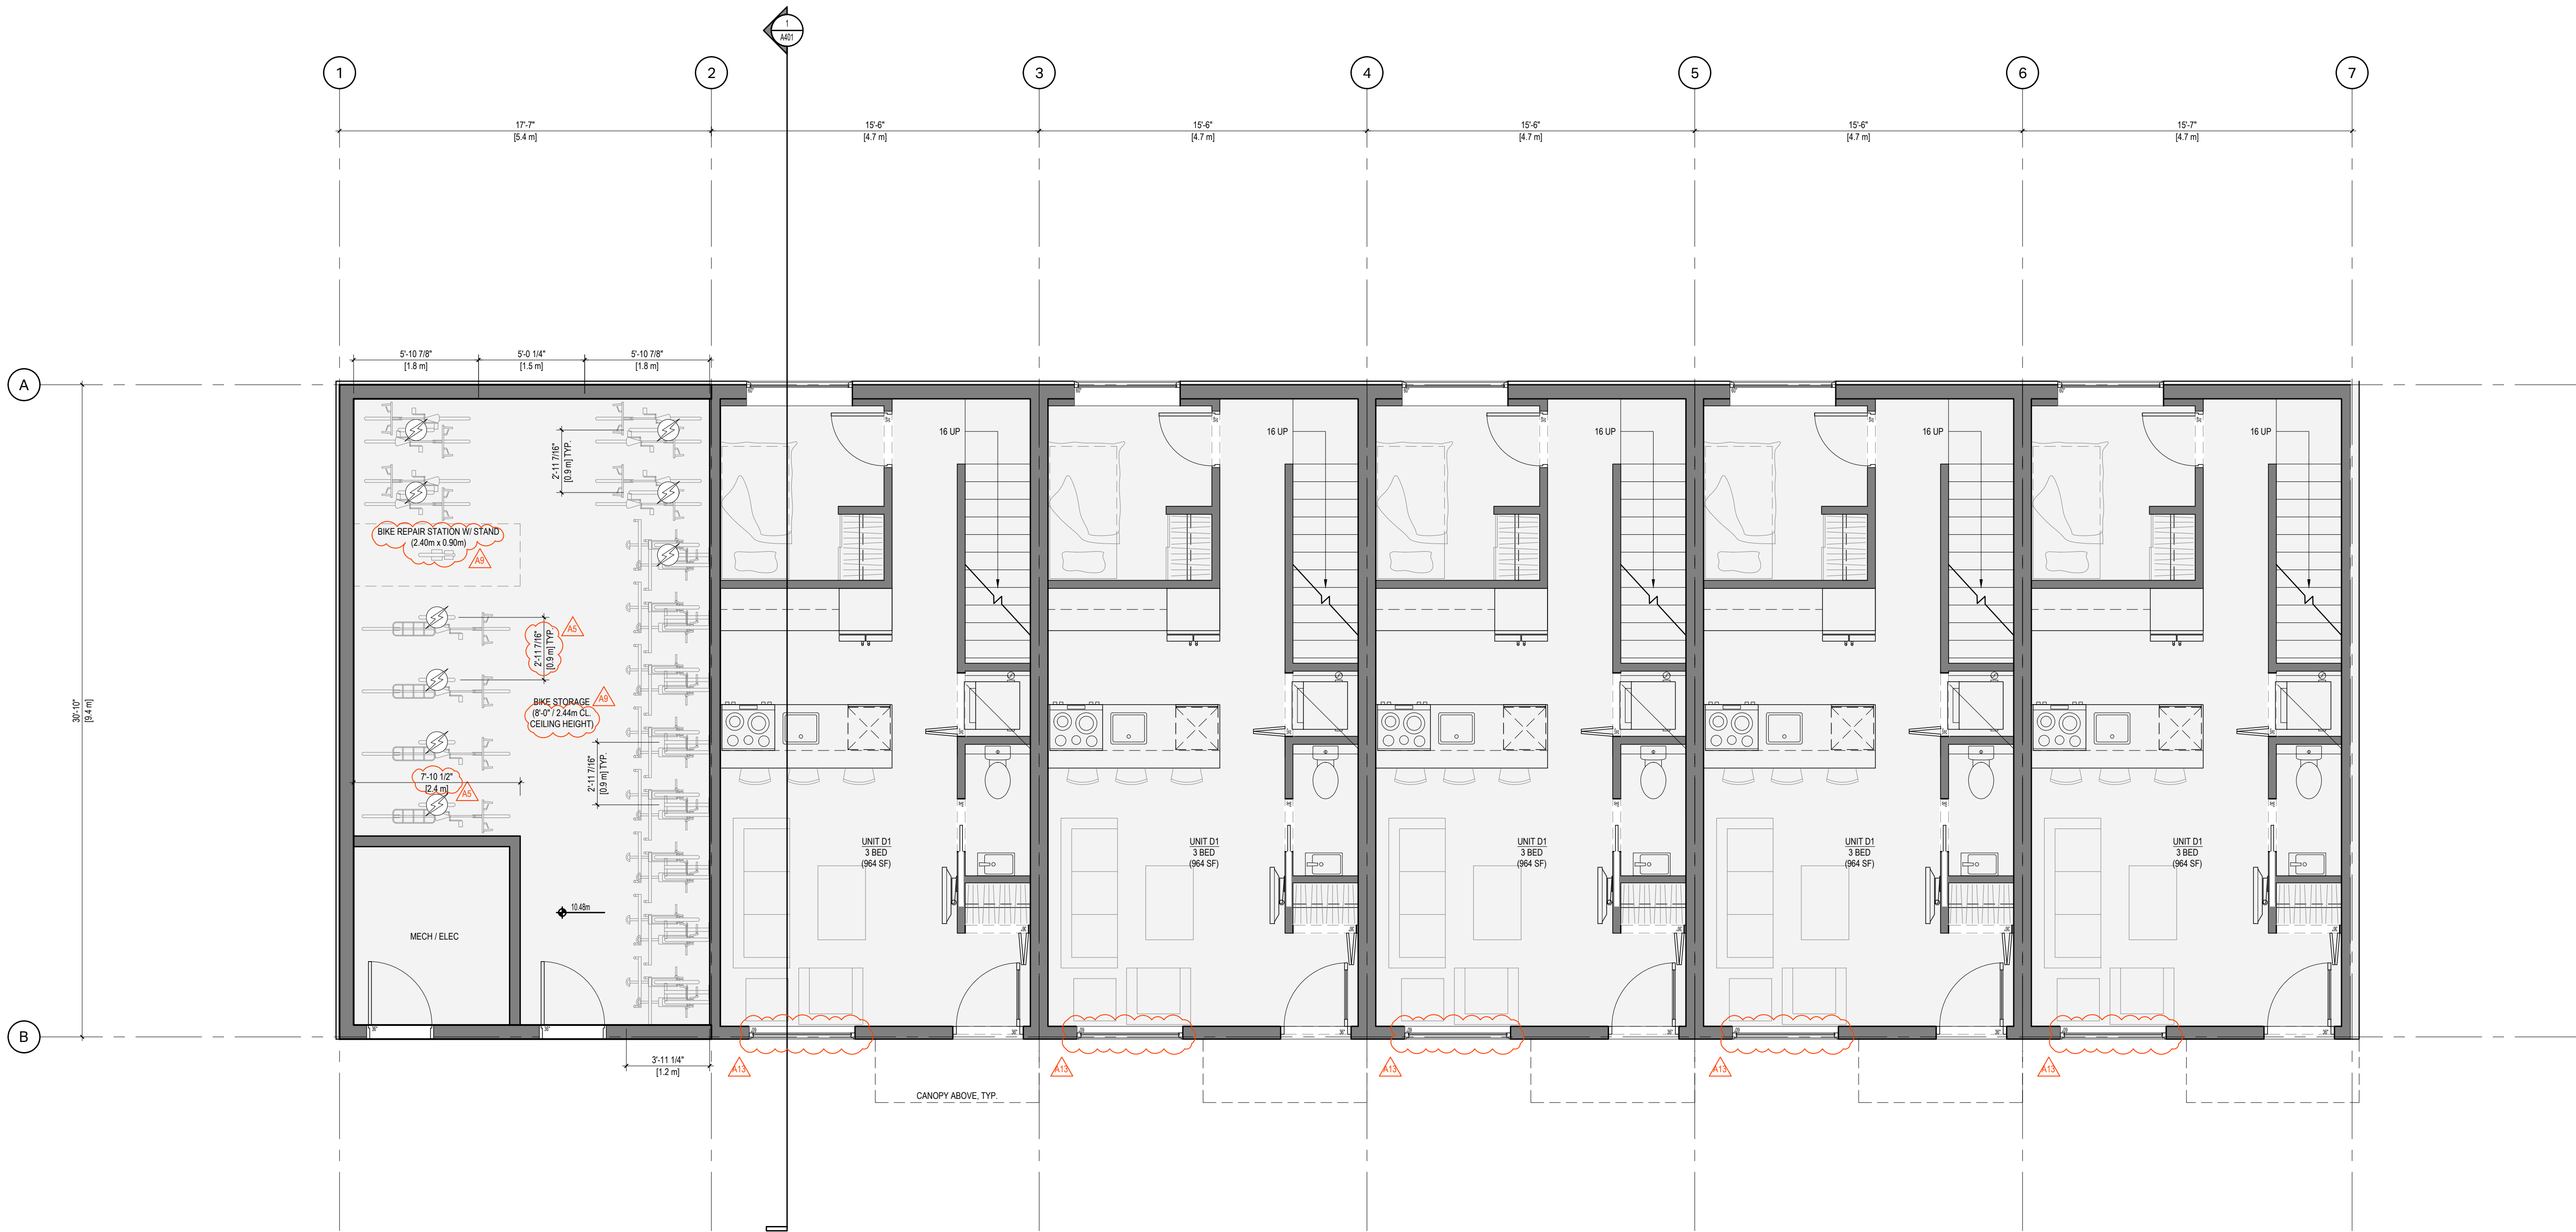 1
A401
1
2
3
4
5
6
7
17'-7"
[5.4 m]
15'-6"
[4.7 m]
15'-6"
[4.7 m]
15'-6"
[4.7 m]
15'-6"
[4.7 m]
15'-7"
[4.7 m]
5'-10 7/8"
[1.8 m]
5'-0 1/4"
[1.5 m]
5'-10 7/8"
[1.8 m]
A
B
30'-10"
[9.4 m]
2'-11 7/16"
[0.9 m] TYP.
16 UP
16 UP
16 UP
16 UP
16 UP
BIKE REPAIR STATION W/ STAND
(2.40m x 0.90m)
A9
2'-11 7/16"
[0.9 m] TYP.
A5
BIKE STORAGE
(8'-0" / 2.44m CL.
CEILING HEIGHT)
A9
2'-11 7/16"
[0.9 m] TYP.
7'-10 1/2"
[2.4 m]
A5
UNIT D1
3 BED
(964 SF)
UNIT D1
3 BED
(964 SF)
UNIT D1
3 BED
(964 SF)
UNIT D1
3 BED
(964 SF)
UNIT D1
3 BED
(964 SF)
10.48m
MECH / ELEC
36"
36"
36"
36"
36"
36"
36"
3'-11 1/4"
[1.2 m]
A13
A13
A13
A13
A13
CANOPY ABOVE, TYP.